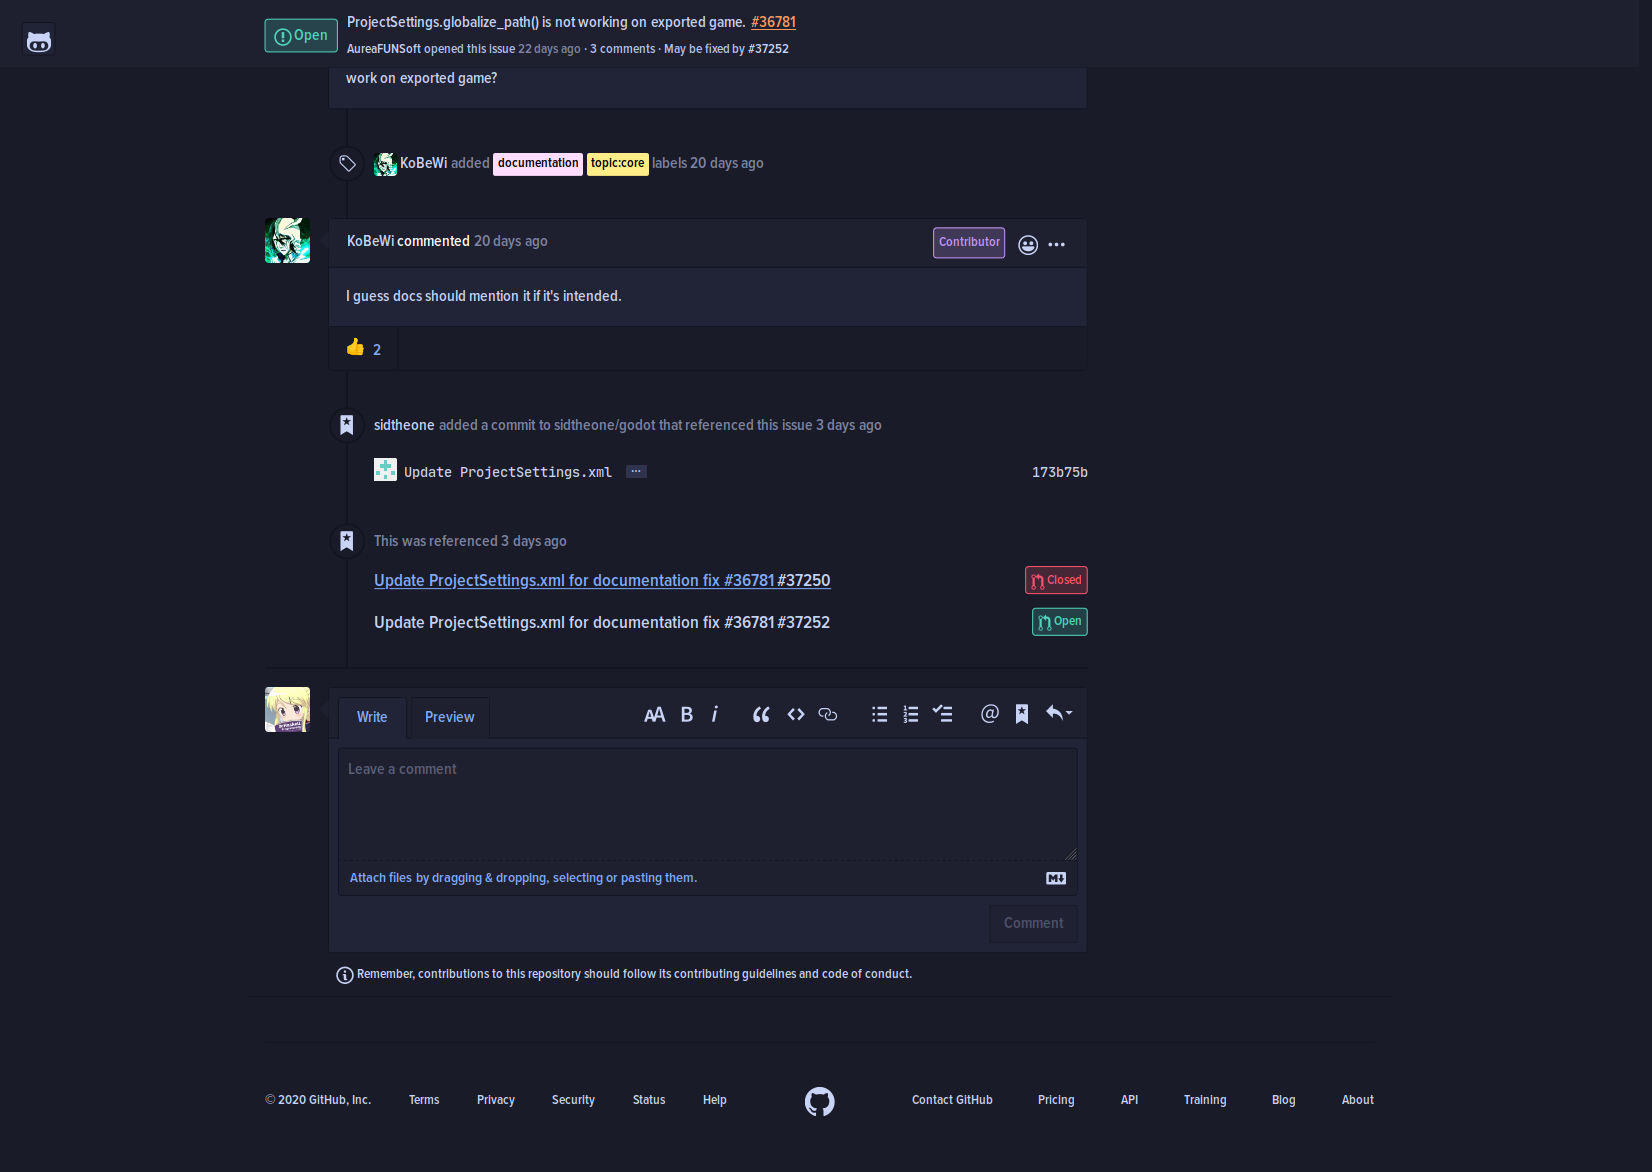 Open
ProjectSettings.globalize_path() is not working on exported game. #36781
AureaFUNSoft opened this issue 22 days ago · 3 comments · May be fixed by #37252
work on exported game?
KoBeWi added documentation topic:core labels 20 days ago
KoBeWi commented 20 days ago
Contributor
I guess docs should mention it if it's intended.
👍 2
sidtheone added a commit to sidtheone/godot that referenced this issue 3 days ago
Update ProjectSettings.xml ··· 173b75b
This was referenced 3 days ago
Update ProjectSettings.xml for documentation fix #36781 #37250
Closed
Update ProjectSettings.xml for documentation fix #36781 #37252
Open
Write Preview
Leave a comment
Attach files by dragging & dropping, selecting or pasting them.
Comment
Remember, contributions to this repository should follow its contributing guidelines and code of conduct.
© 2020 GitHub, Inc. Terms Privacy Security Status Help Contact GitHub Pricing API Training Blog About